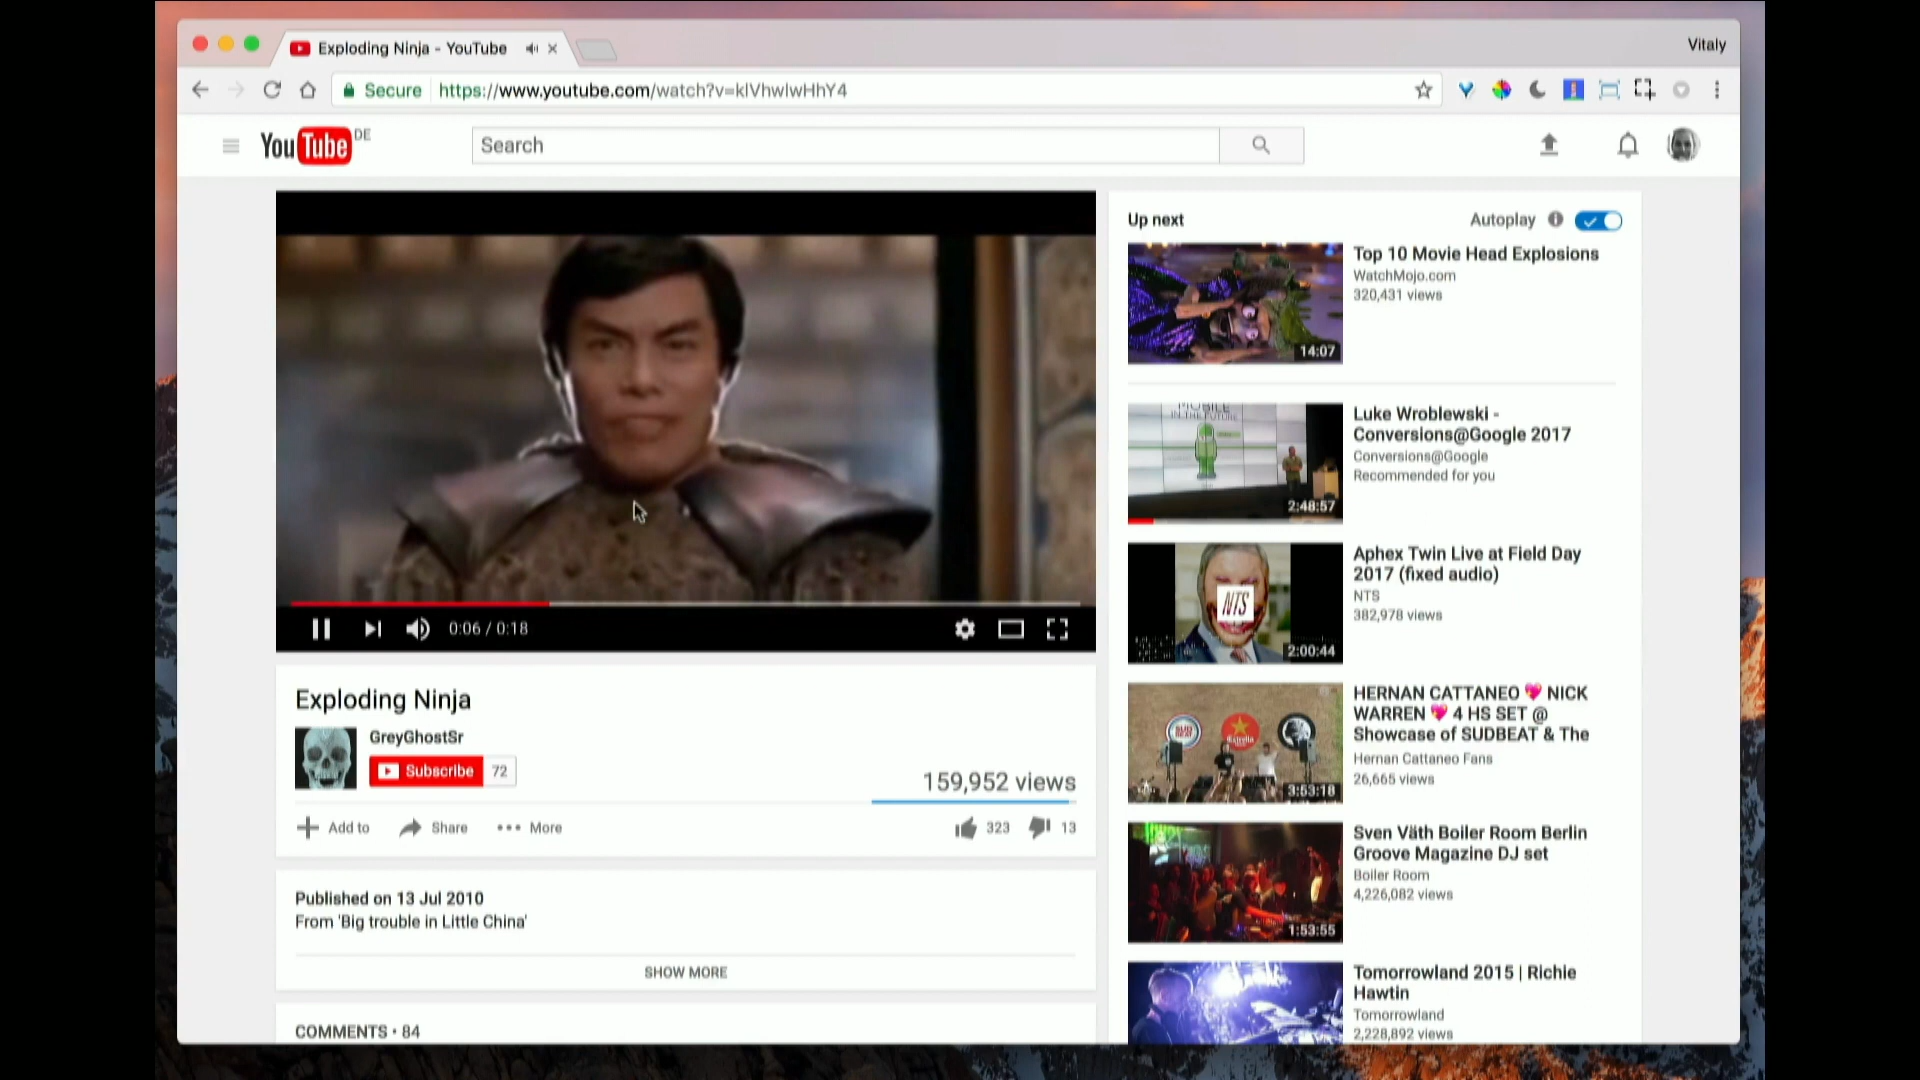 Exploding Ninja - YouTube
Vitaly
Secure
https://www.youtube.com/watch?v=klVhwlwHhY4
YouTube DE
Search
Up next
Autoplay
Top 10 Movie Head Explosions
WatchMojo.com
320,431 views
14:07
MOBILE
IN THE FUTURE
Luke Wroblewski -
Conversions@Google 2017
Conversions@Google
Recommended for you
2:48:57
Aphex Twin Live at Field Day
2017 (fixed audio)
NTS
382,978 views
NTS
2:00:44
0:06 / 0:18
Exploding Ninja
GreyGhostSr
Subscribe 72
159,952 views
Add to
Share
More
323
13
HERNAN CATTANEO 💖 NICK
WARREN 💖 4 HS SET @
Showcase of SUDBEAT & The
Hernan Cattaneo Fans
26,665 views
3:53:18
Sven Väth Boiler Room Berlin
Groove Magazine DJ set
Boiler Room
4,226,082 views
1:53:55
Published on 13 Jul 2010
From 'Big trouble in Little China'
SHOW MORE
Tomorrowland 2015 | Richie
Hawtin
Tomorrowland
2,228,892 views
COMMENTS • 84